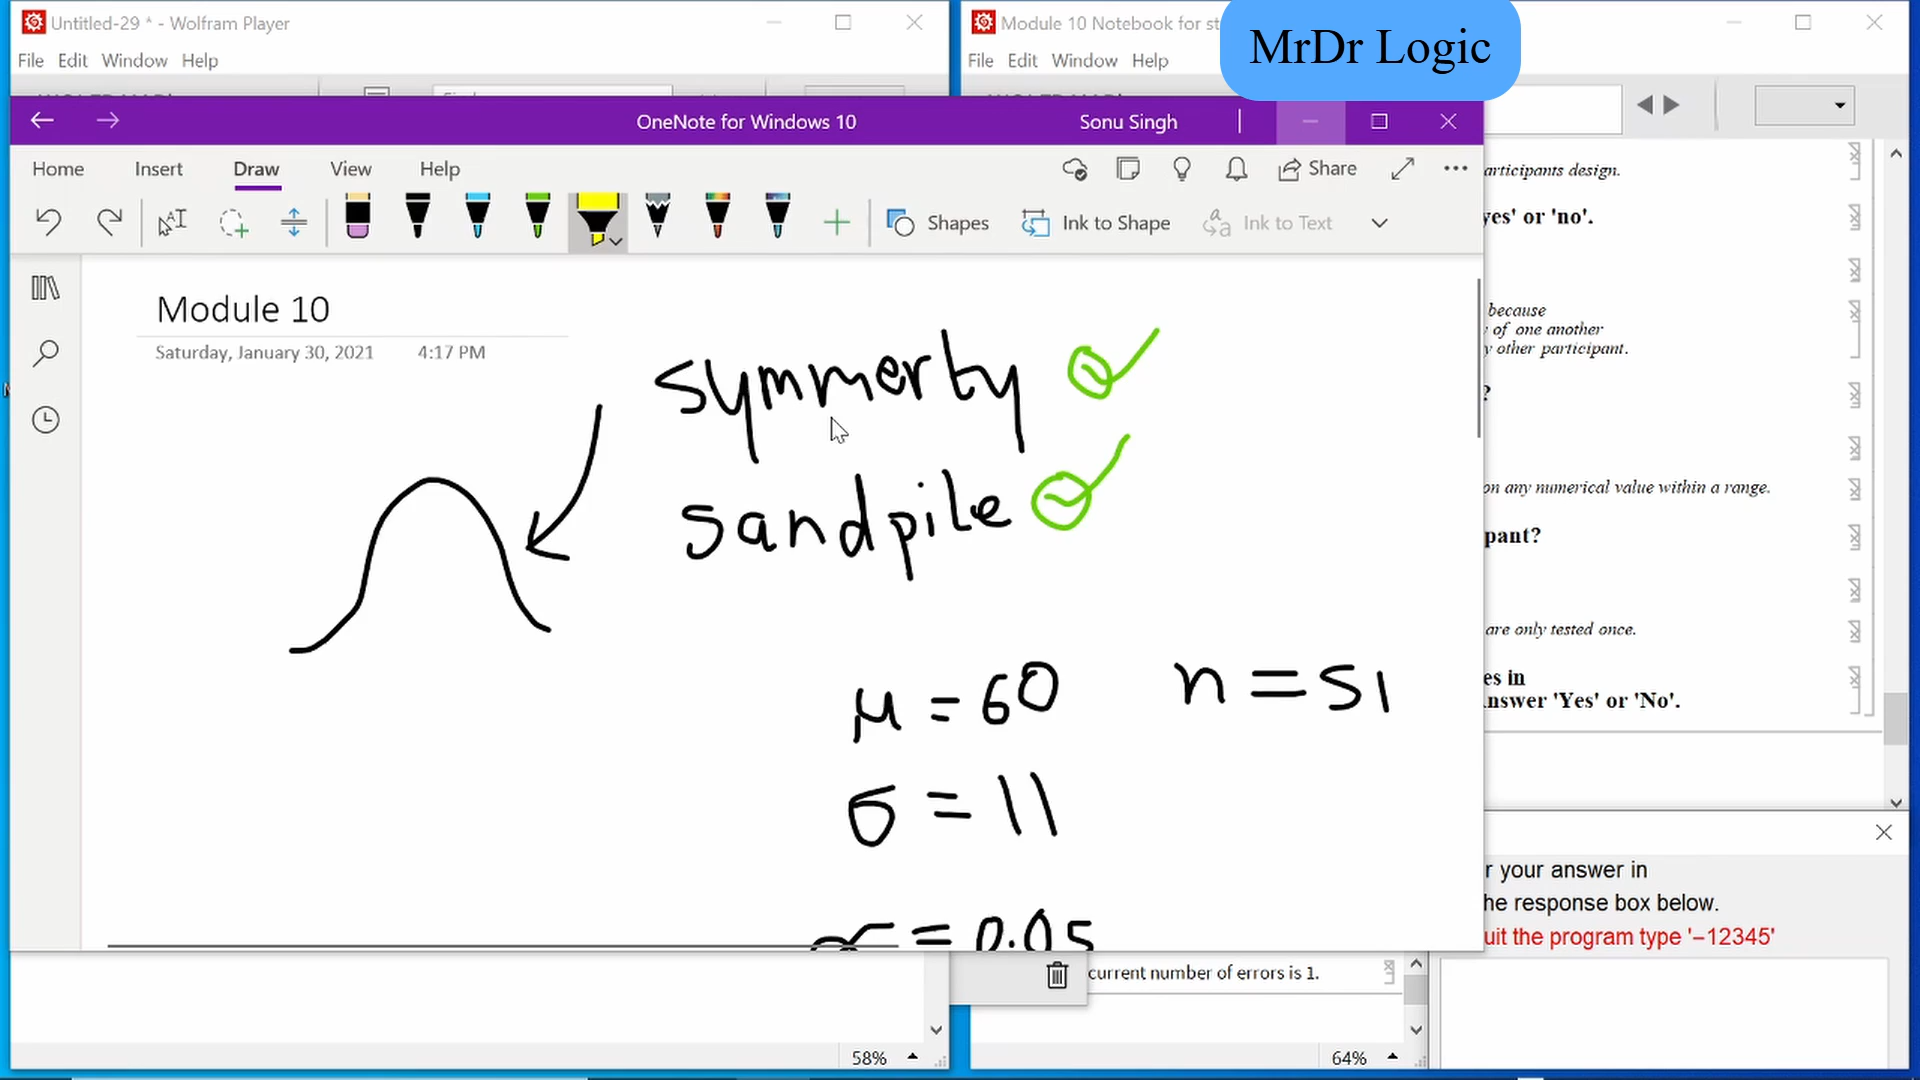 Untitled-29 * - Wolfram Player
Module 10 Notebook for st
MrDr Logic
File Edit Window Help
File Edit Window Help
OneNote for Windows 10
Sonu Singh
Home Insert Draw View Help
Share
Shapes
Ink to Shape
Ink to Text
Module 10
Saturday, January 30, 2021 4:17 PM
symmerty
sandpile
μ = 60 n = 51
σ = 11
α = 0.05
articipants design.
yes' or 'no'.
because
of one another
y other participant.
?
on any numerical value within a range.
pant?
are only tested once.
es in
nswer 'Yes' or 'No'.
r your answer in
he response box below.
uit the program type '−12345'
current number of errors is 1.
58%
64%